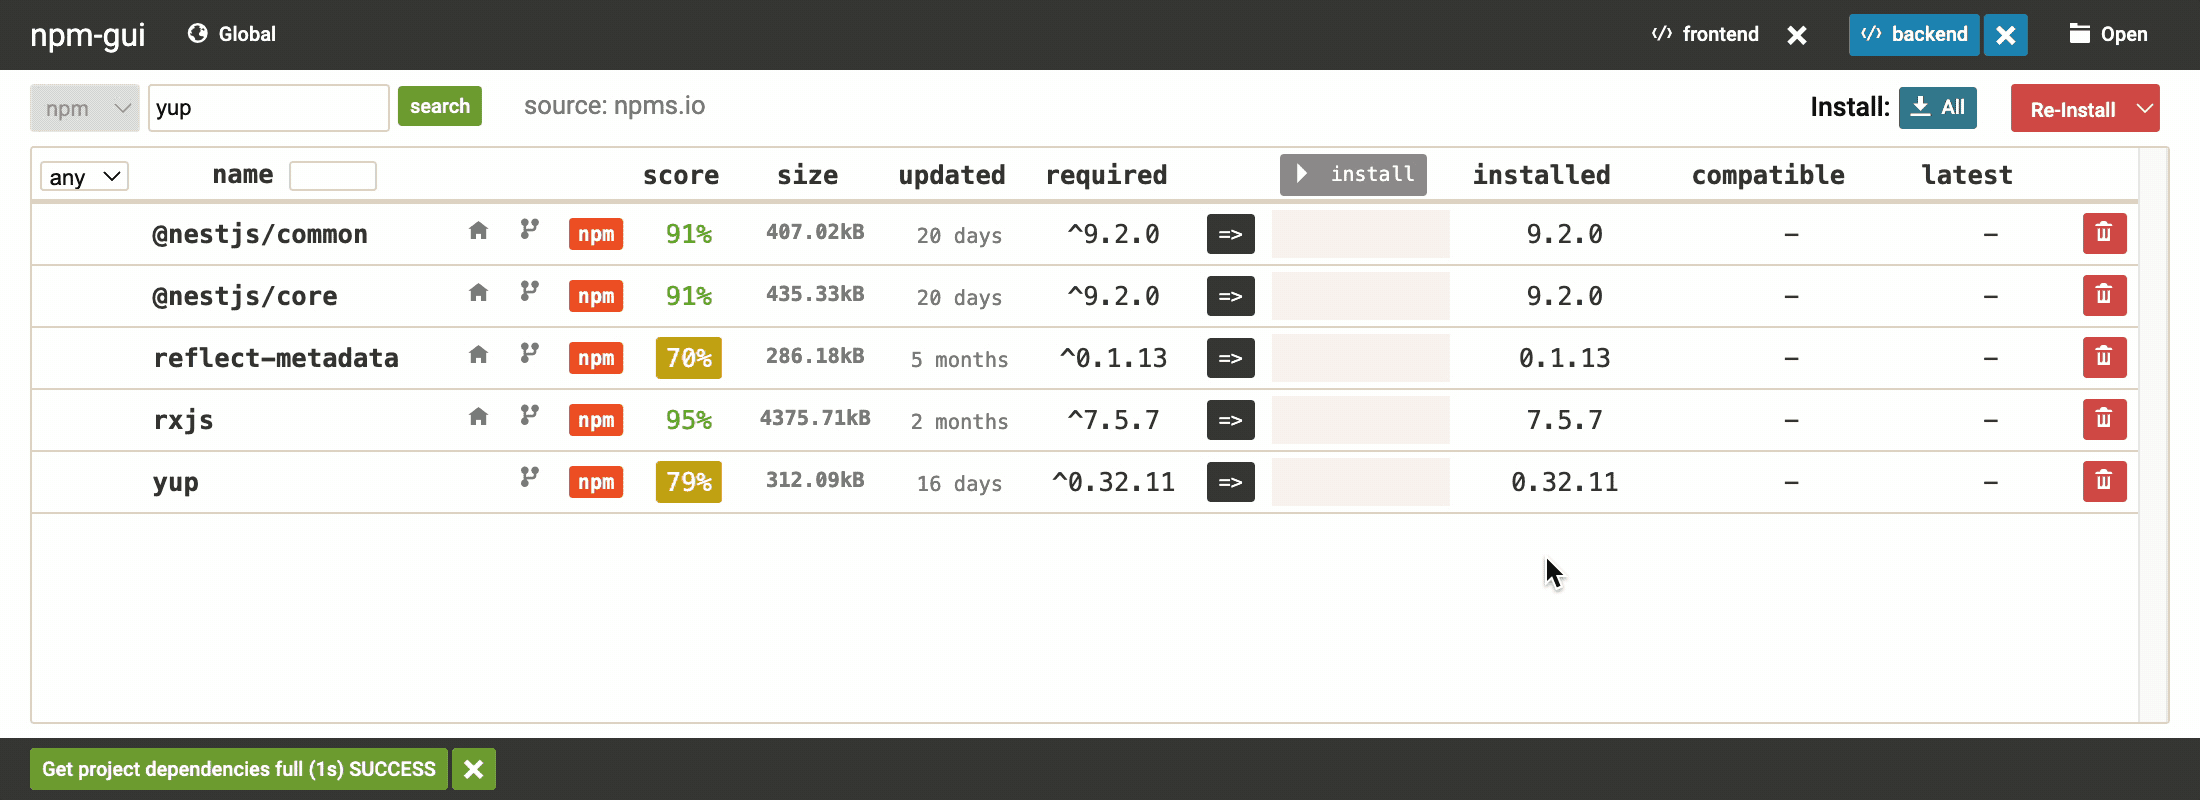 npm-gui Global </> frontend </> backend Open
npm yup search source: npms.io Install: All Re-Install
any name score size updated required install installed compatible latest
@nestjs/common npm 91% 407.02kB 20 days ^9.2.0 => 9.2.0 – –
@nestjs/core npm 91% 435.33kB 20 days ^9.2.0 => 9.2.0 – –
reflect-metadata npm 70% 286.18kB 5 months ^0.1.13 => 0.1.13 – –
rxjs npm 95% 4375.71kB 2 months ^7.5.7 => 7.5.7 – –
yup npm 79% 312.09kB 16 days ^0.32.11 => 0.32.11 – –
Get project dependencies full (1s) SUCCESS